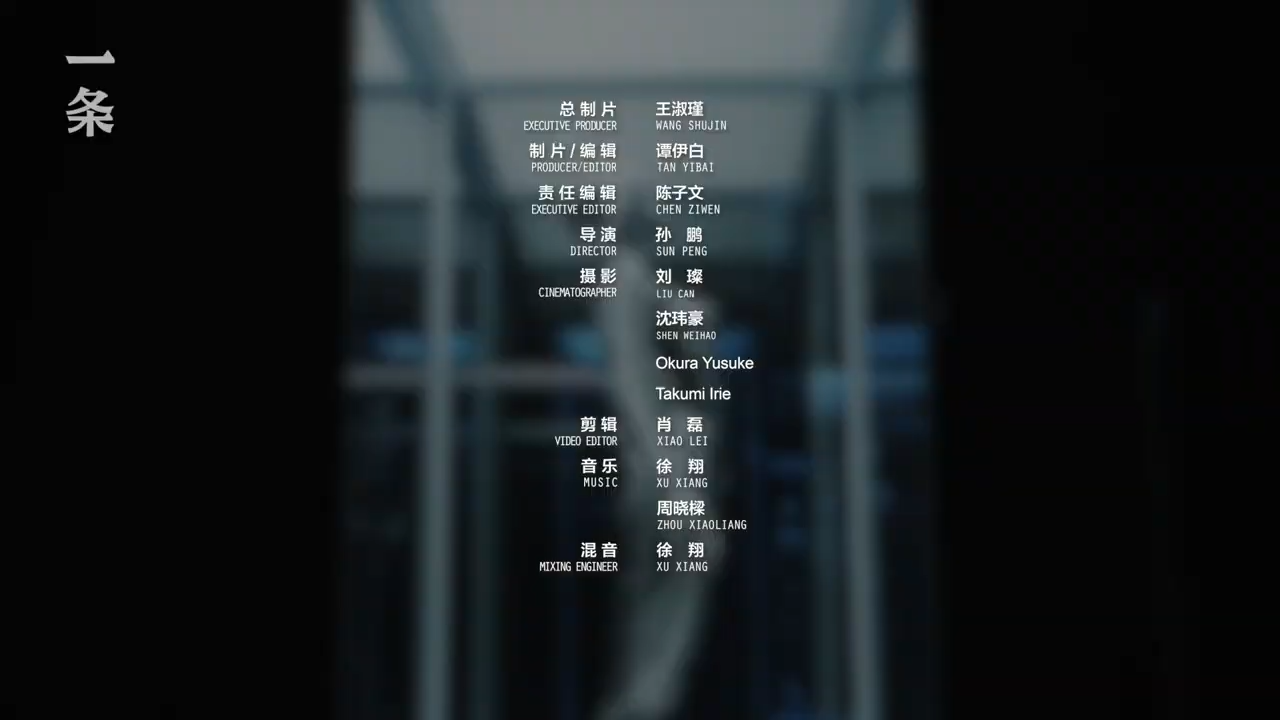 一条
总制片 王淑瑾
EXECUTIVE PRODUCER WANG SHUJIN
制片/编辑 谭伊白
PRODUCER/EDITOR TAN YIBAI
责任编辑 陈子文
EXECUTIVE EDITOR CHEN ZIWEN
导演 孙 鹏
DIRECTOR SUN PENG
摄影 刘 璨
CINEMATOGRAPHER LIU CAN
沈玮豪
SHEN WEIHAO
Okura Yusuke
Takumi Irie
剪辑 肖 磊
VIDEO EDITOR XIAO LEI
音乐 徐 翔
MUSIC XU XIANG
周晓樑
ZHOU XIAOLIANG
混音 徐 翔
MIXING ENGINEER XU XIANG